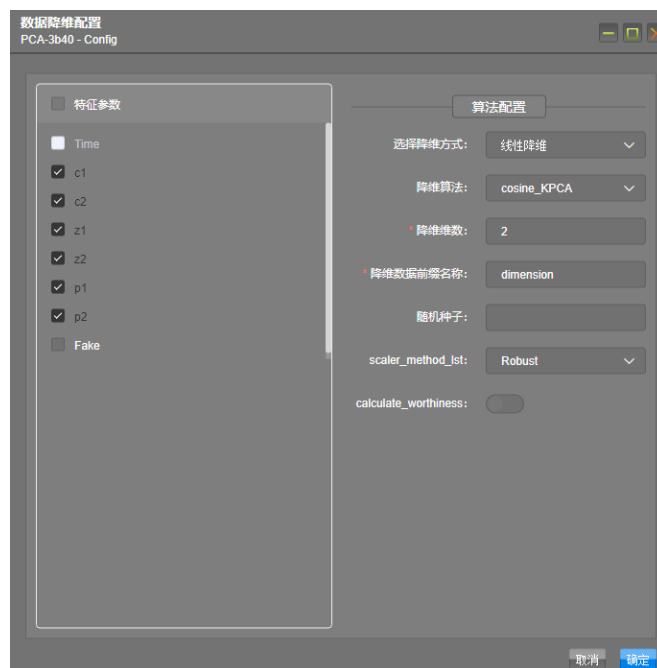 数据降维配置
PCA-3b40 - Config
特征参数
Time
c1
c2
z1
z2
p1
p2
Fake
算法配置
选择降维方式： 线性降维
降维算法： cosine_KPCA
* 降维维数： 2
* 降维数据前缀名称： dimension
随机种子：
scaler_method_lst： Robust
calculate_worthiness：
取消 确定